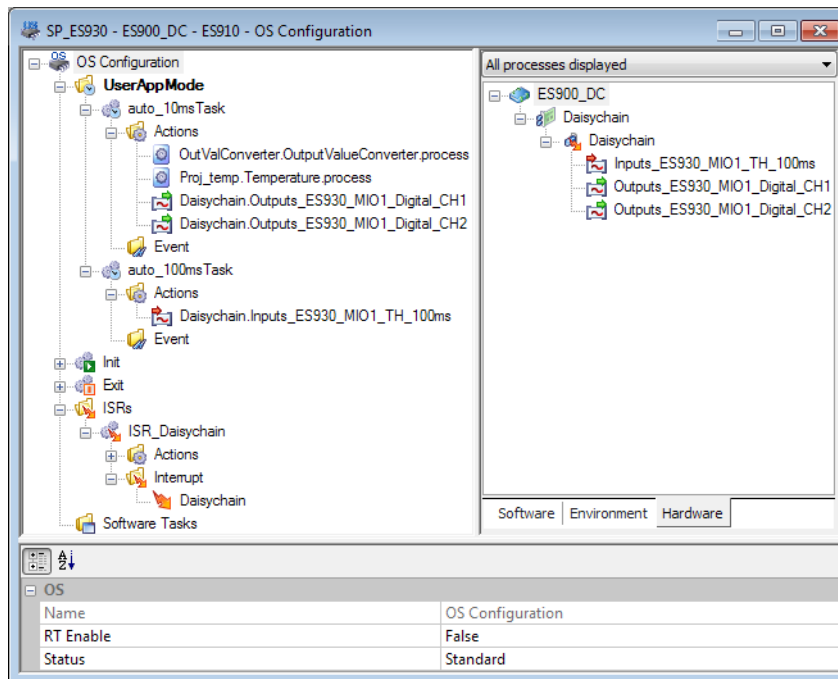 SP_ES930 - ES900_DC - ES910 - OS Configuration
OS Configuration
UserAppMode
auto_10msTask
Actions
OutValConverter.OutputValueConverter.process
Proj_temp.Temperature.process
Daisychain.Outputs_ES930_MIO1_Digital_CH1
Daisychain.Outputs_ES930_MIO1_Digital_CH2
Event
auto_100msTask
Actions
Daisychain.Inputs_ES930_MIO1_TH_100ms
Event
Init
Exit
ISRs
ISR_Daisychain
Actions
Interrupt
Daisychain
Software Tasks
All processes displayed
ES900_DC
Daisychain
Daisychain
Inputs_ES930_MIO1_TH_100ms
Outputs_ES930_MIO1_Digital_CH1
Outputs_ES930_MIO1_Digital_CH2
Software Environment Hardware
OS
Name OS Configuration
RT Enable False
Status Standard